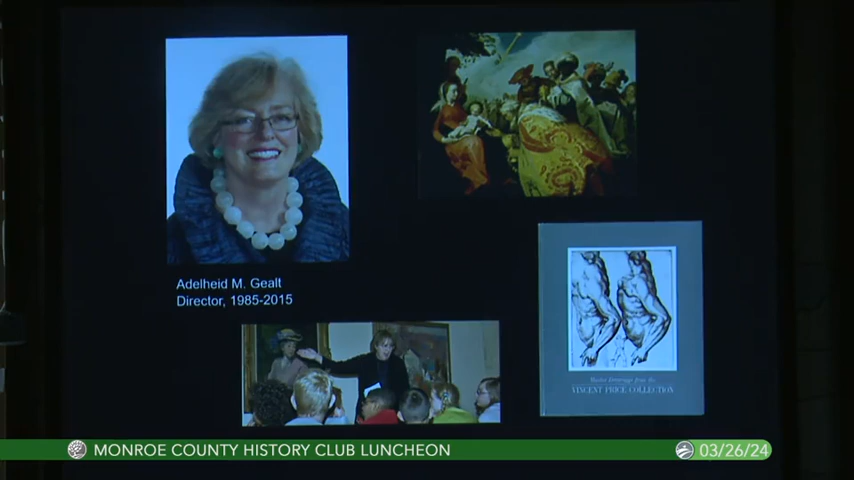 Adelheid M. Gealt
Director, 1985-2015
VINCENT PRICE COLLECTION
MONROE COUNTY HISTORY CLUB LUNCHEON
03/26/24